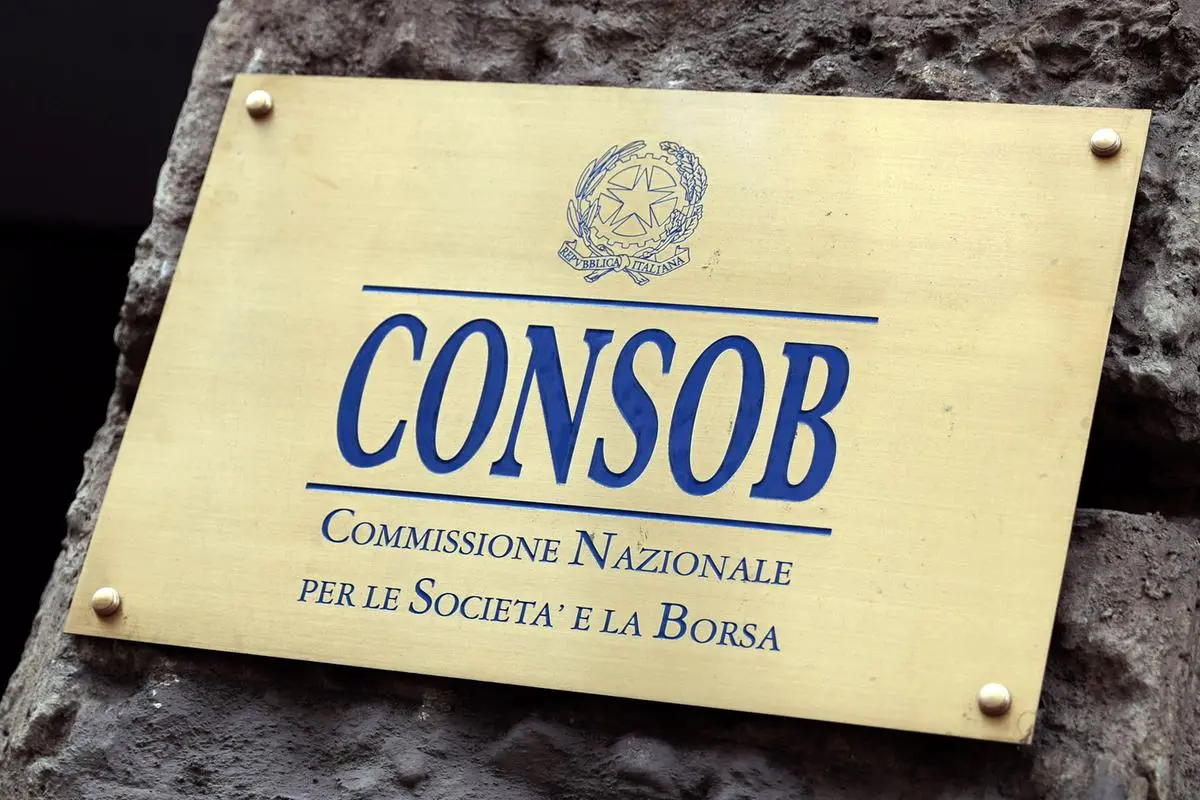 REPVBBLICA ITALIANA
CONSOB
COMMISSIONE NAZIONALE
PER LE SOCIETA' E LA BORSA